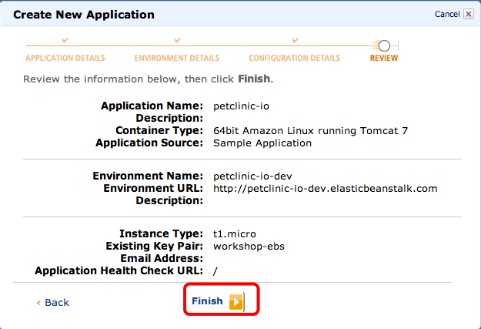 Create New Application
Cancel
APPLICATION DETAILS ENVIRONMENT DETAILS CONFIGURATION DETAILS REVIEW
Review the information below, then click Finish.
Application Name: petclinic-io
Description:
Container Type: 64bit Amazon Linux running Tomcat 7
Application Source: Sample Application
Environment Name: petclinic-io-dev
Environment URL: http://petclinic-io-dev.elasticbeanstalk.com
Description:
Instance Type: t1.micro
Existing Key Pair: workshop-ebs
Email Address:
Application Health Check URL: /
‹ Back
Finish